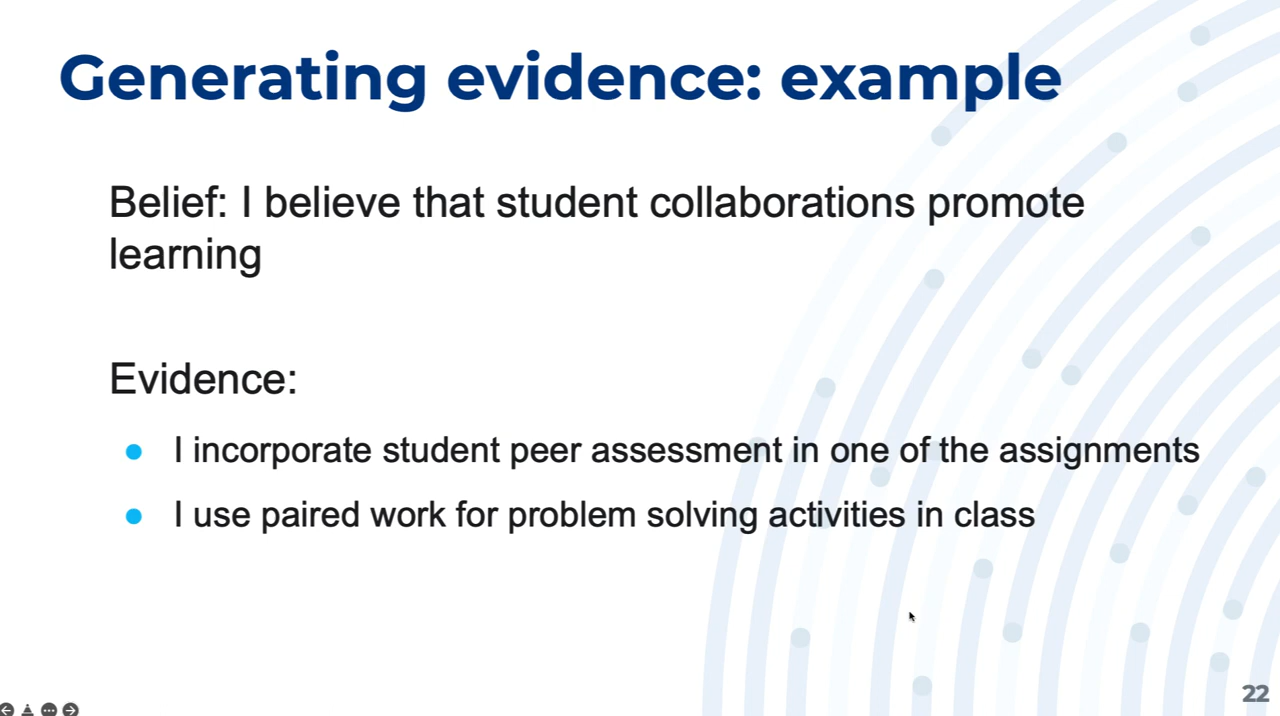 Generating evidence: example
Belief: I believe that student collaborations promote
learning
Evidence:
● I incorporate student peer assessment in one of the assignments
● I use paired work for problem solving activities in class
22